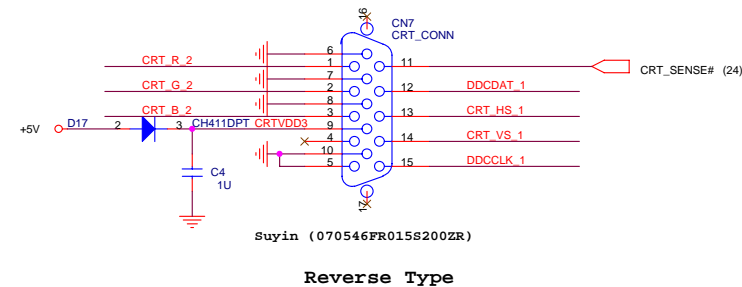 16
CN7
CRT_CONN
6
CRT_R_2
1
11
CRT_SENSE# (24)
7
CRT_G_2
2
12
DDCDAT_1
8
CRT_B_2
3
13
CRT_HS_1
+5V
D17
2
3
CH411DPT
CRTVDD3
9
4
14
CRT_VS_1
10
5
15
DDCCLK_1
C4
1U
17
Suyin (070546FR015S200ZR)
Reverse Type